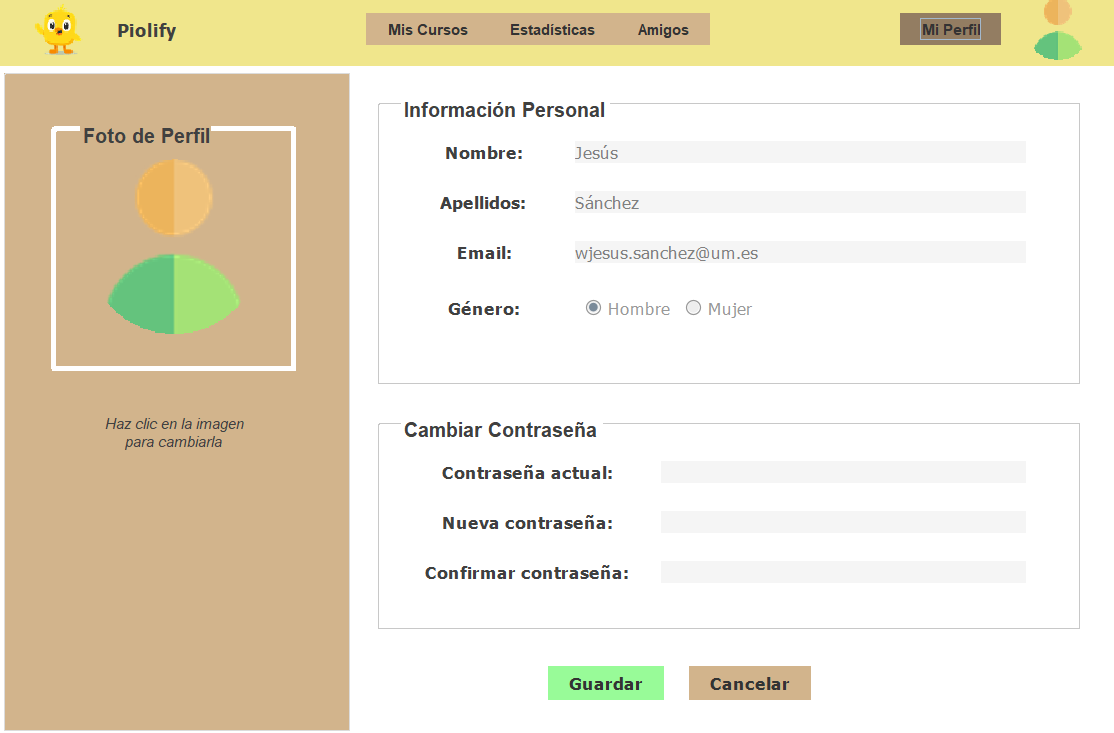 Piolify
Mis Cursos Estadísticas Amigos
Mi Perfil
Foto de Perfil
Haz clic en la imagen
para cambiarla
Información Personal
Nombre: Jesús
Apellidos: Sánchez
Email: wjesus.sanchez@um.es
Género: Hombre Mujer
Cambiar Contraseña
Contraseña actual:
Nueva contraseña:
Confirmar contraseña:
Guardar Cancelar